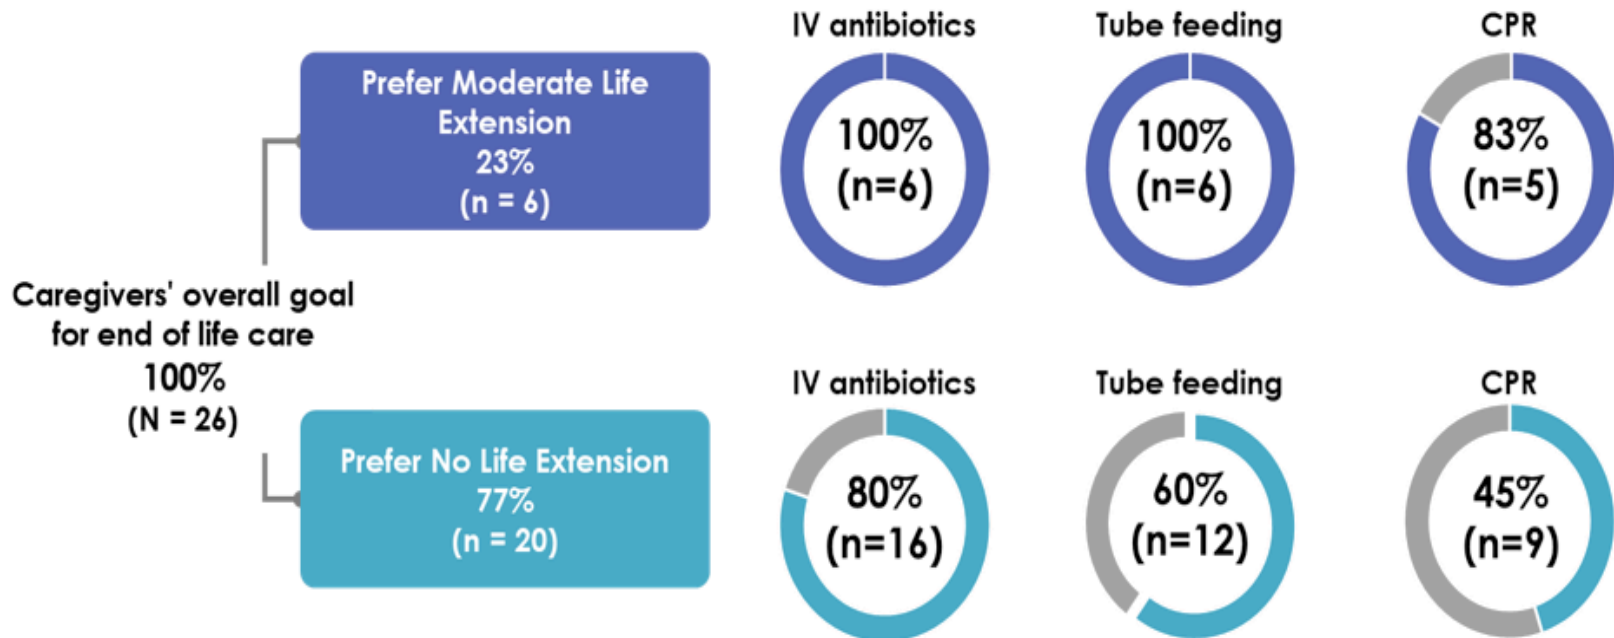 IV antibiotics
Tube feeding
CPR
Prefer Moderate Life
Extension
23%
(n = 6)
100%
(n=6)
100%
(n=6)
83%
(n=5)
Caregivers' overall goal
for end of life care
100%
(N = 26)
IV antibiotics
Tube feeding
CPR
Prefer No Life Extension
77%
(n = 20)
80%
(n=16)
60%
(n=12)
45%
(n=9)